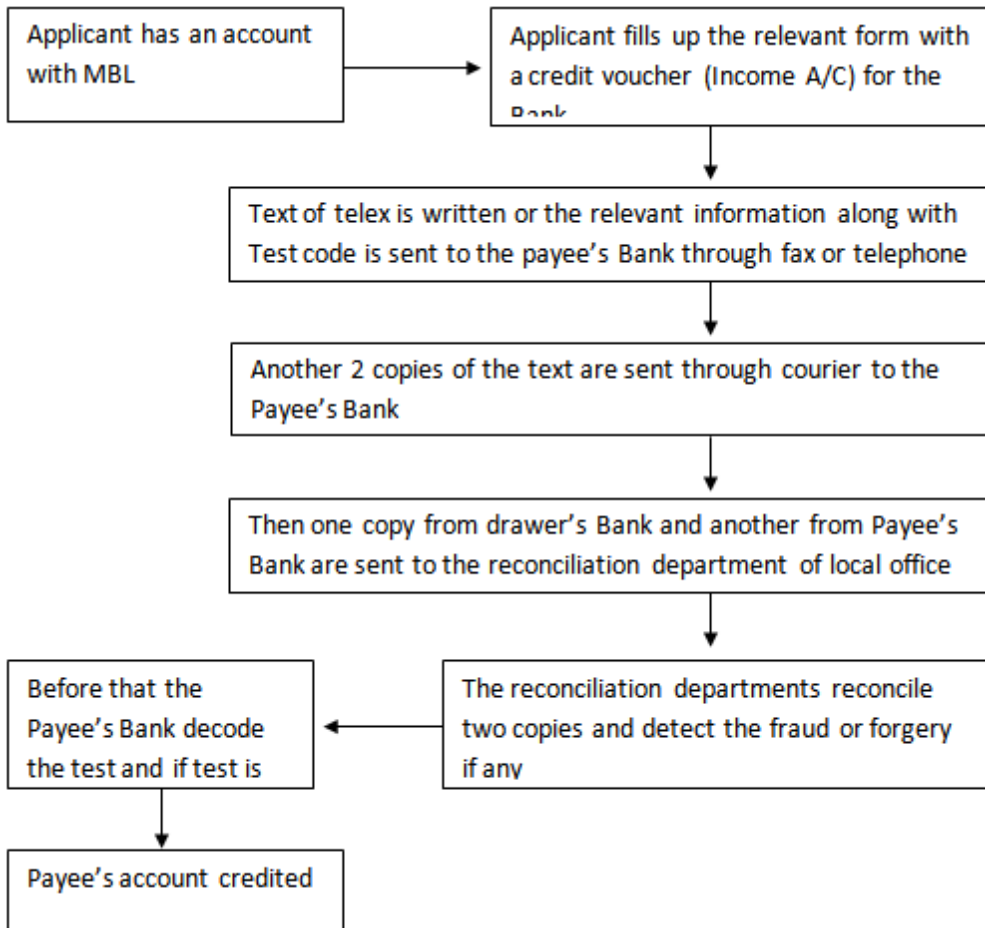 Applicant has an account
with MBL
Applicant fills up the relevant form with
a credit voucher (Income A/C) for the
Bank
Text of telex is written or the relevant information along with
Test code is sent to the payee's Bank through fax or telephone
Another 2 copies of the text are sent through courier to the
Payee's Bank
Then one copy from drawer's Bank and another from Payee's
Bank are sent to the reconciliation department of local office
The reconciliation departments reconcile
two copies and detect the fraud or forgery
if any
Before that the
Payee's Bank decode
the test and if test is
Payee's account credited